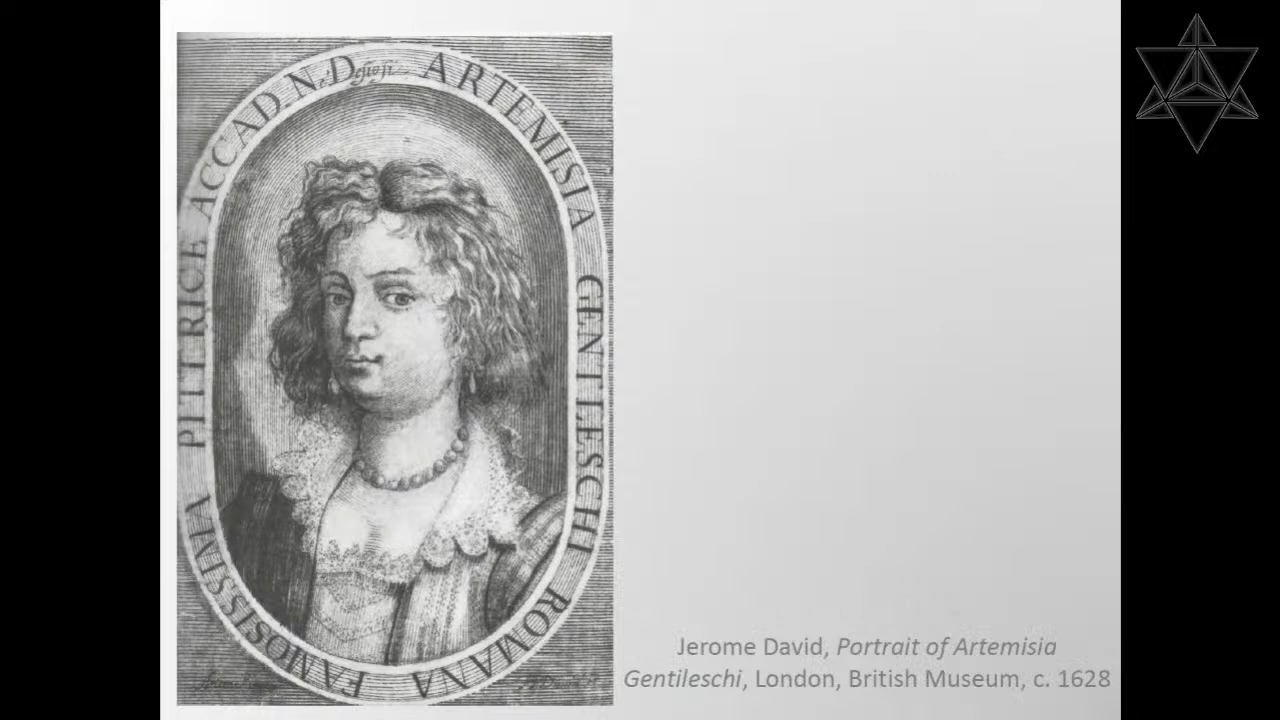 ARTEMISIA GENTILESCHI ROMANA FAMOSISSIMA PITTRICE ACCAD. N. Desiosi
Jerome David, Portrait of Artemisia
Gentileschi, London, British Museum, c. 1628